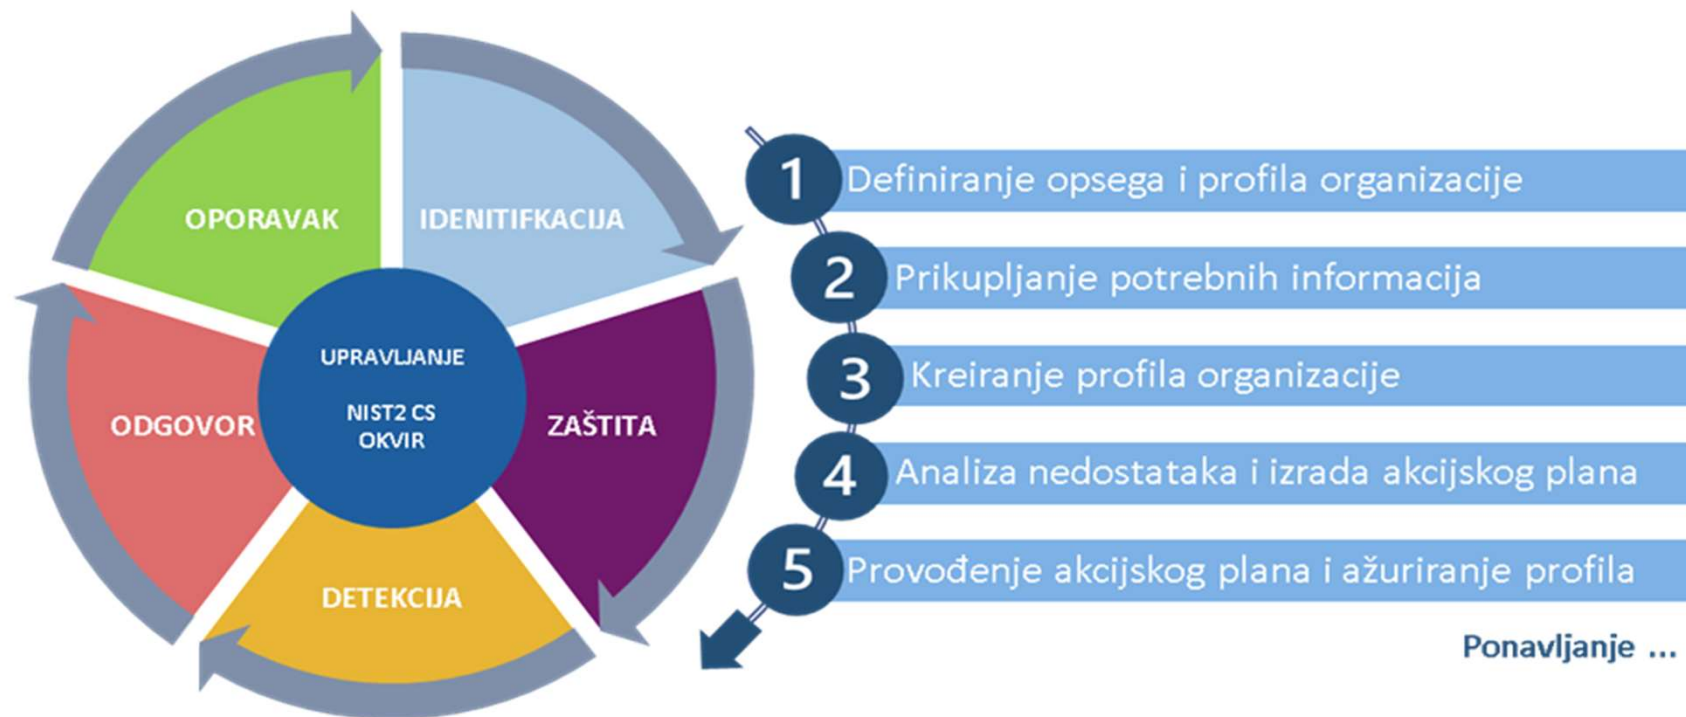 OPORAVAK
IDENITIFKACIJA
UPRAVLJANJE
NIST2 CS
OKVIR
ODGOVOR
ZAŠTITA
DETEKCIJA
1 Definiranje opsega i profila organizacije
2 Prikupljanje potrebnih informacija
3 Kreiranje profila organizacije
4 Analiza nedostataka i izrada akcijskog plana
5 Provođenje akcijskog plana i ažuriranje profila
Ponavljanje ...